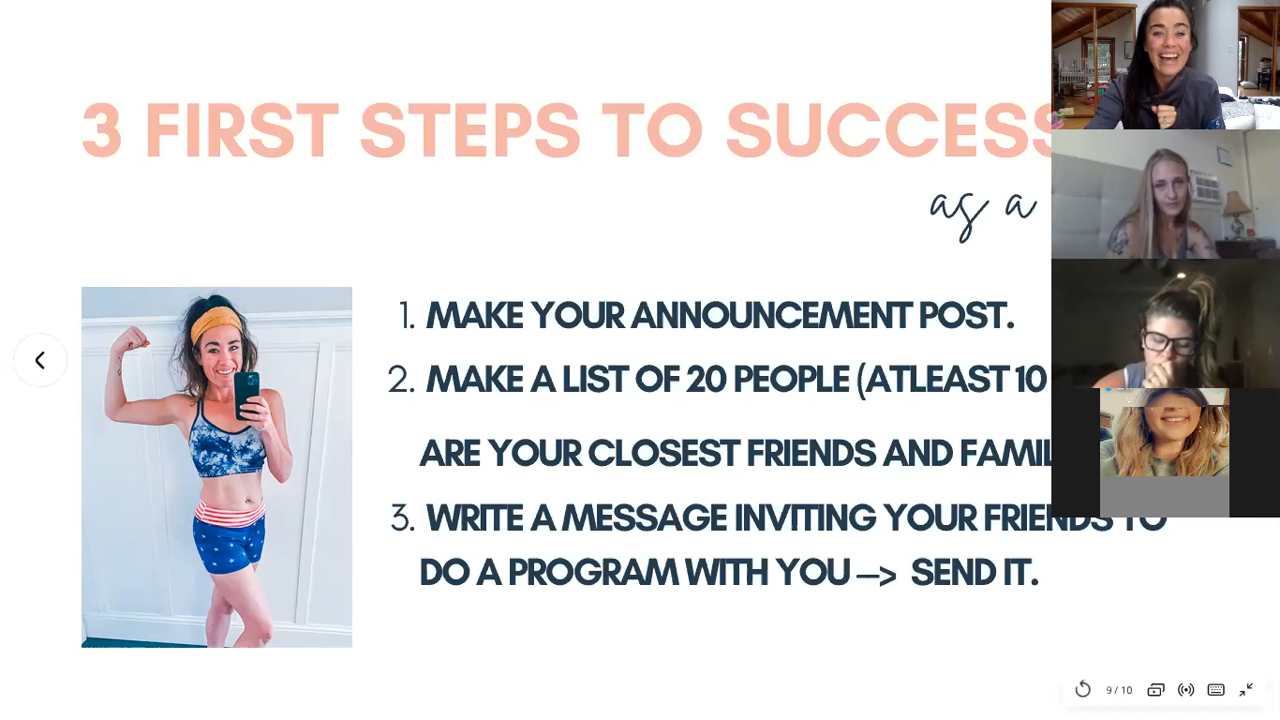 3 FIRST STEPS TO SUCCESS
as a
1. MAKE YOUR ANNOUNCEMENT POST.
2. MAKE A LIST OF 20 PEOPLE (ATLEAST 10
ARE YOUR CLOSEST FRIENDS AND FAMIL
3. WRITE A MESSAGE INVITING YOUR FRIENDS TO
DO A PROGRAM WITH YOU —> SEND IT.
9 / 10